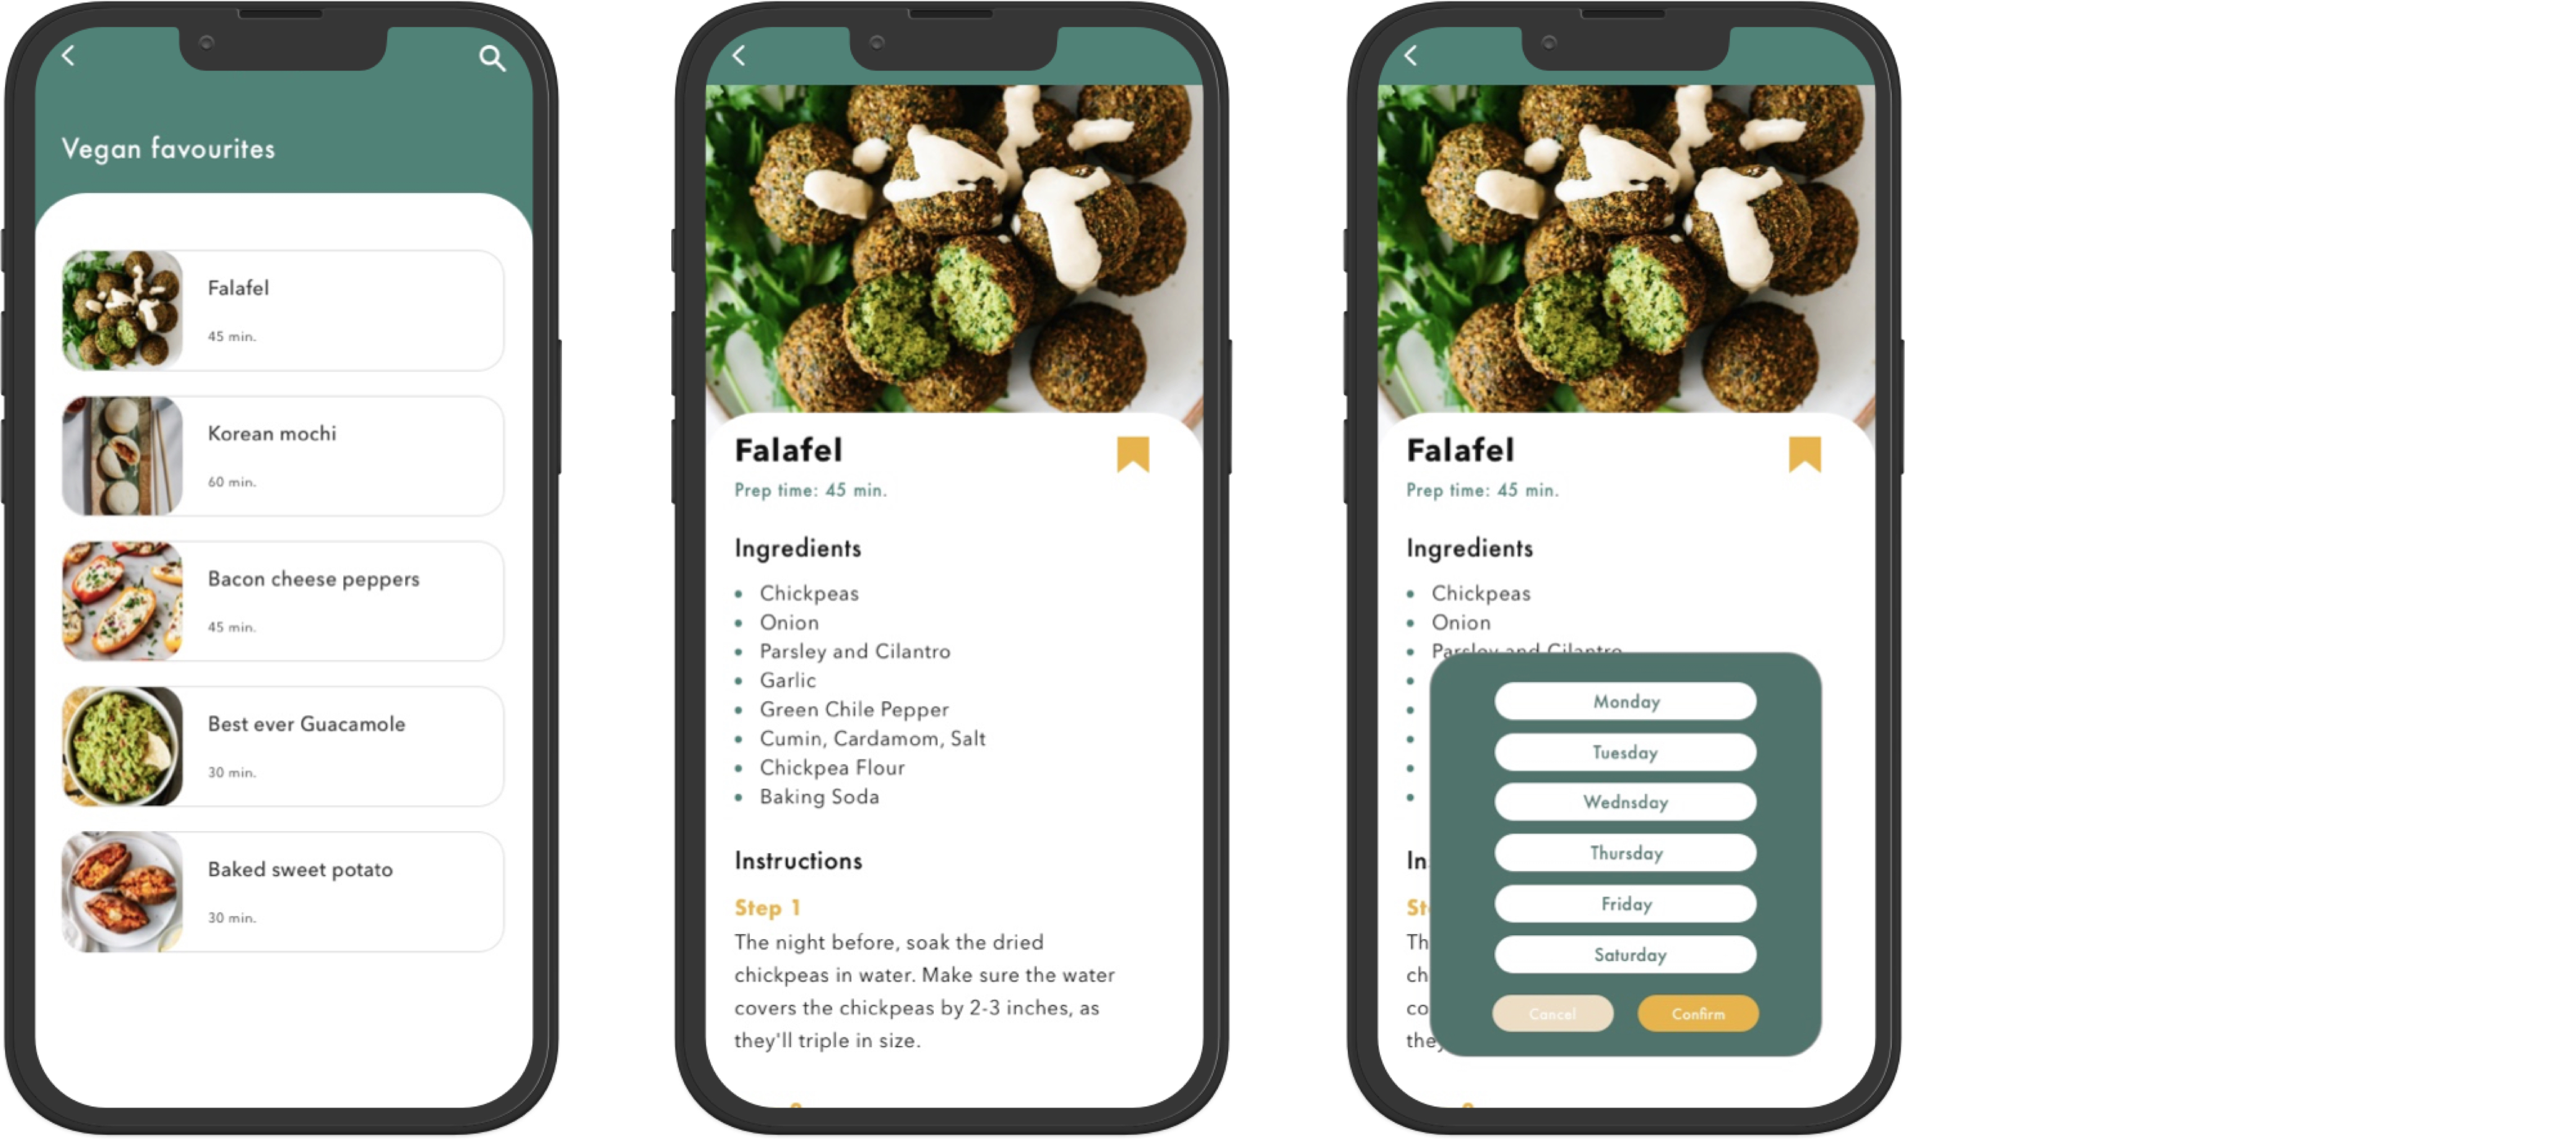 Vegan favourites
Falafel
45 min.
Korean mochi
60 min.
Bacon cheese peppers
45 min.
Best ever Guacamole
30 min.
Baked sweet potato
30 min.
Falafel
Prep time: 45 min.
Ingredients
• Chickpeas
• Onion
• Parsley and Cilantro
• Garlic
• Green Chile Pepper
• Cumin, Cardamom, Salt
• Chickpea Flour
• Baking Soda
Instructions
Step 1
The night before, soak the dried
chickpeas in water. Make sure the water
covers the chickpeas by 2-3 inches, as
they'll triple in size.
Falafel
Prep time: 45 min.
Ingredients
• Chickpeas
• Onion
• Parsley and Cilantro
In
St
Th
ch
co
they
Monday
Tuesday
Wednsday
Thursday
Friday
Saturday
Cancel
Confirm